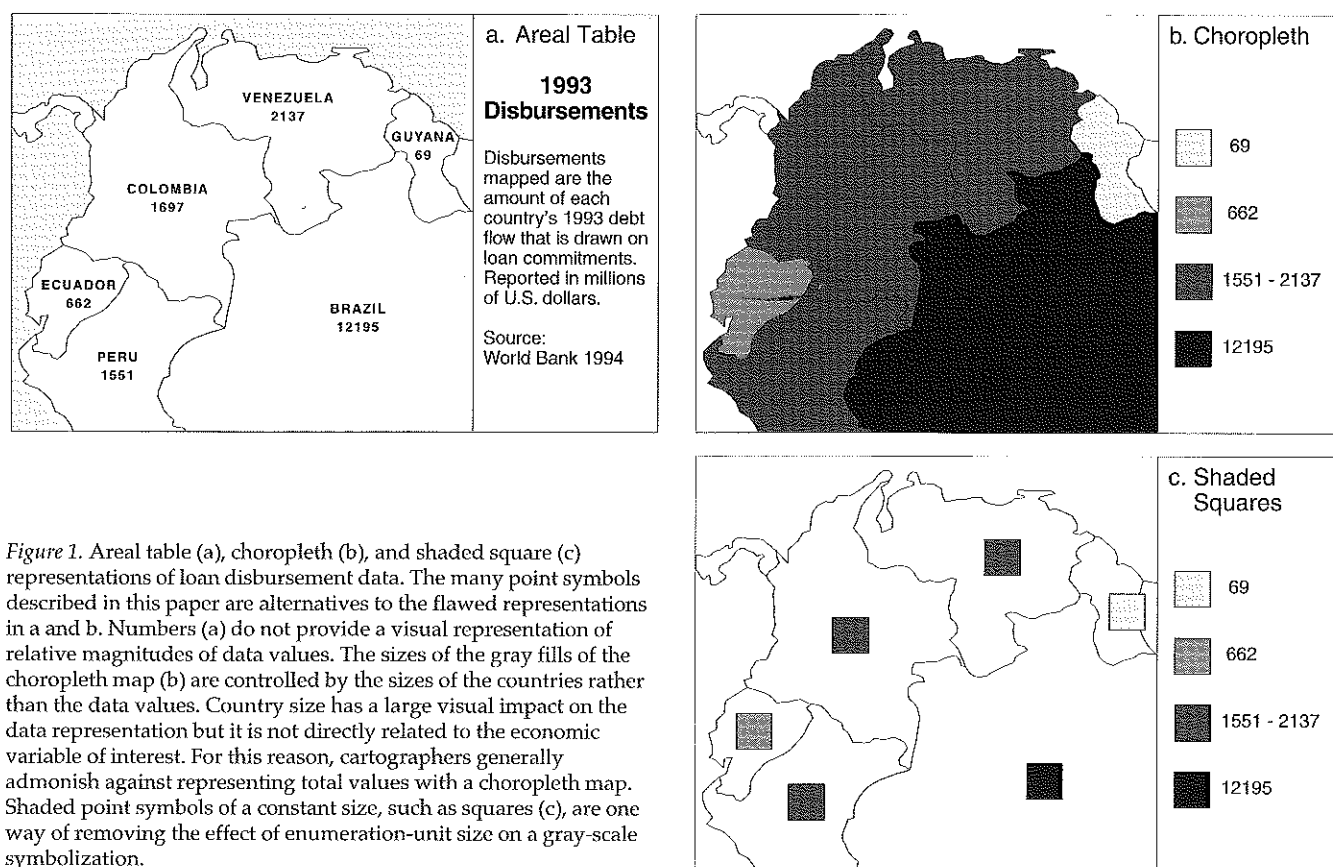 a. Areal Table
1993
Disbursements
Disbursements
mapped are the
amount of each
country's 1993 debt
flow that is drawn on
loan commitments.
Reported in millions
of U.S. dollars.
Source:
World Bank 1994
VENEZUELA
2137
GUYANA
69
COLOMBIA
1697
ECUADOR
662
BRAZIL
12195
PERU
1551
b. Choropleth
69
662
1551 - 2137
12195
c. Shaded
Squares
69
662
1551 - 2137
12195
Figure 1. Areal table (a), choropleth (b), and shaded square (c)
representations of loan disbursement data. The many point symbols
described in this paper are alternatives to the flawed representations
in a and b. Numbers (a) do not provide a visual representation of
relative magnitudes of data values. The sizes of the gray fills of the
choropleth map (b) are controlled by the sizes of the countries rather
than the data values. Country size has a large visual impact on the
data representation but it is not directly related to the economic
variable of interest. For this reason, cartographers generally
admonish against representing total values with a choropleth map.
Shaded point symbols of a constant size, such as squares (c), are one
way of removing the effect of enumeration-unit size on a gray-scale
symbolization.